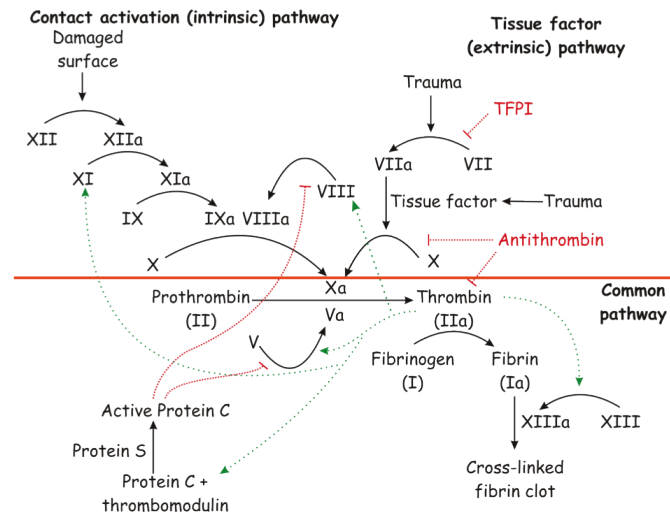 Contact activation (intrinsic) pathway
Damaged
surface
Tissue factor
(extrinsic) pathway
Trauma
TFPI
XII
XIIa
XI
XIa
VIII
VIIa
VII
IX
IXa
VIIIa
Tissue factor
Trauma
X
X
Antithrombin
Xa
Common
pathway
Prothrombin
(II)
Thrombin
(IIa)
Va
V
Fibrinogen
(I)
Fibrin
(Ia)
Active Protein C
XIIIa
XIII
Protein S
Protein C +
thrombomodulin
Cross-linked
fibrin clot